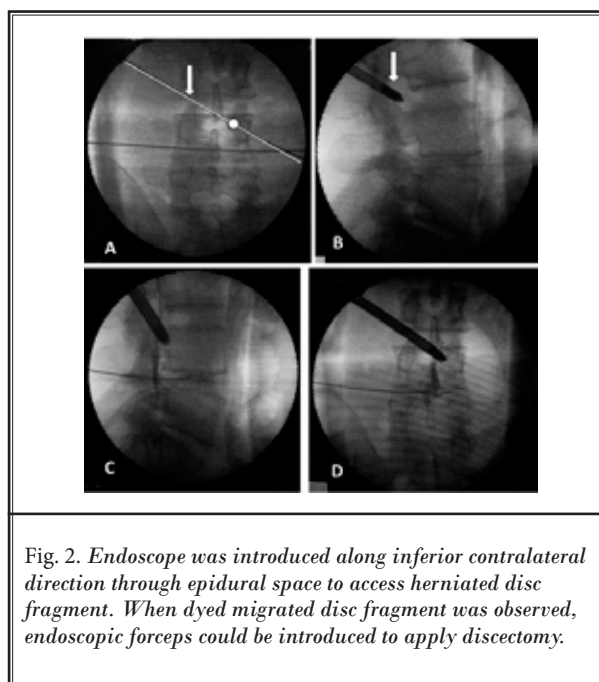 A
B
C
D
Fig. 2. Endoscope was introduced along inferior contralateral
direction through epidural space to access herniated disc
fragment. When dyed migrated disc fragment was observed,
endoscopic forceps could be introduced to apply discectomy.